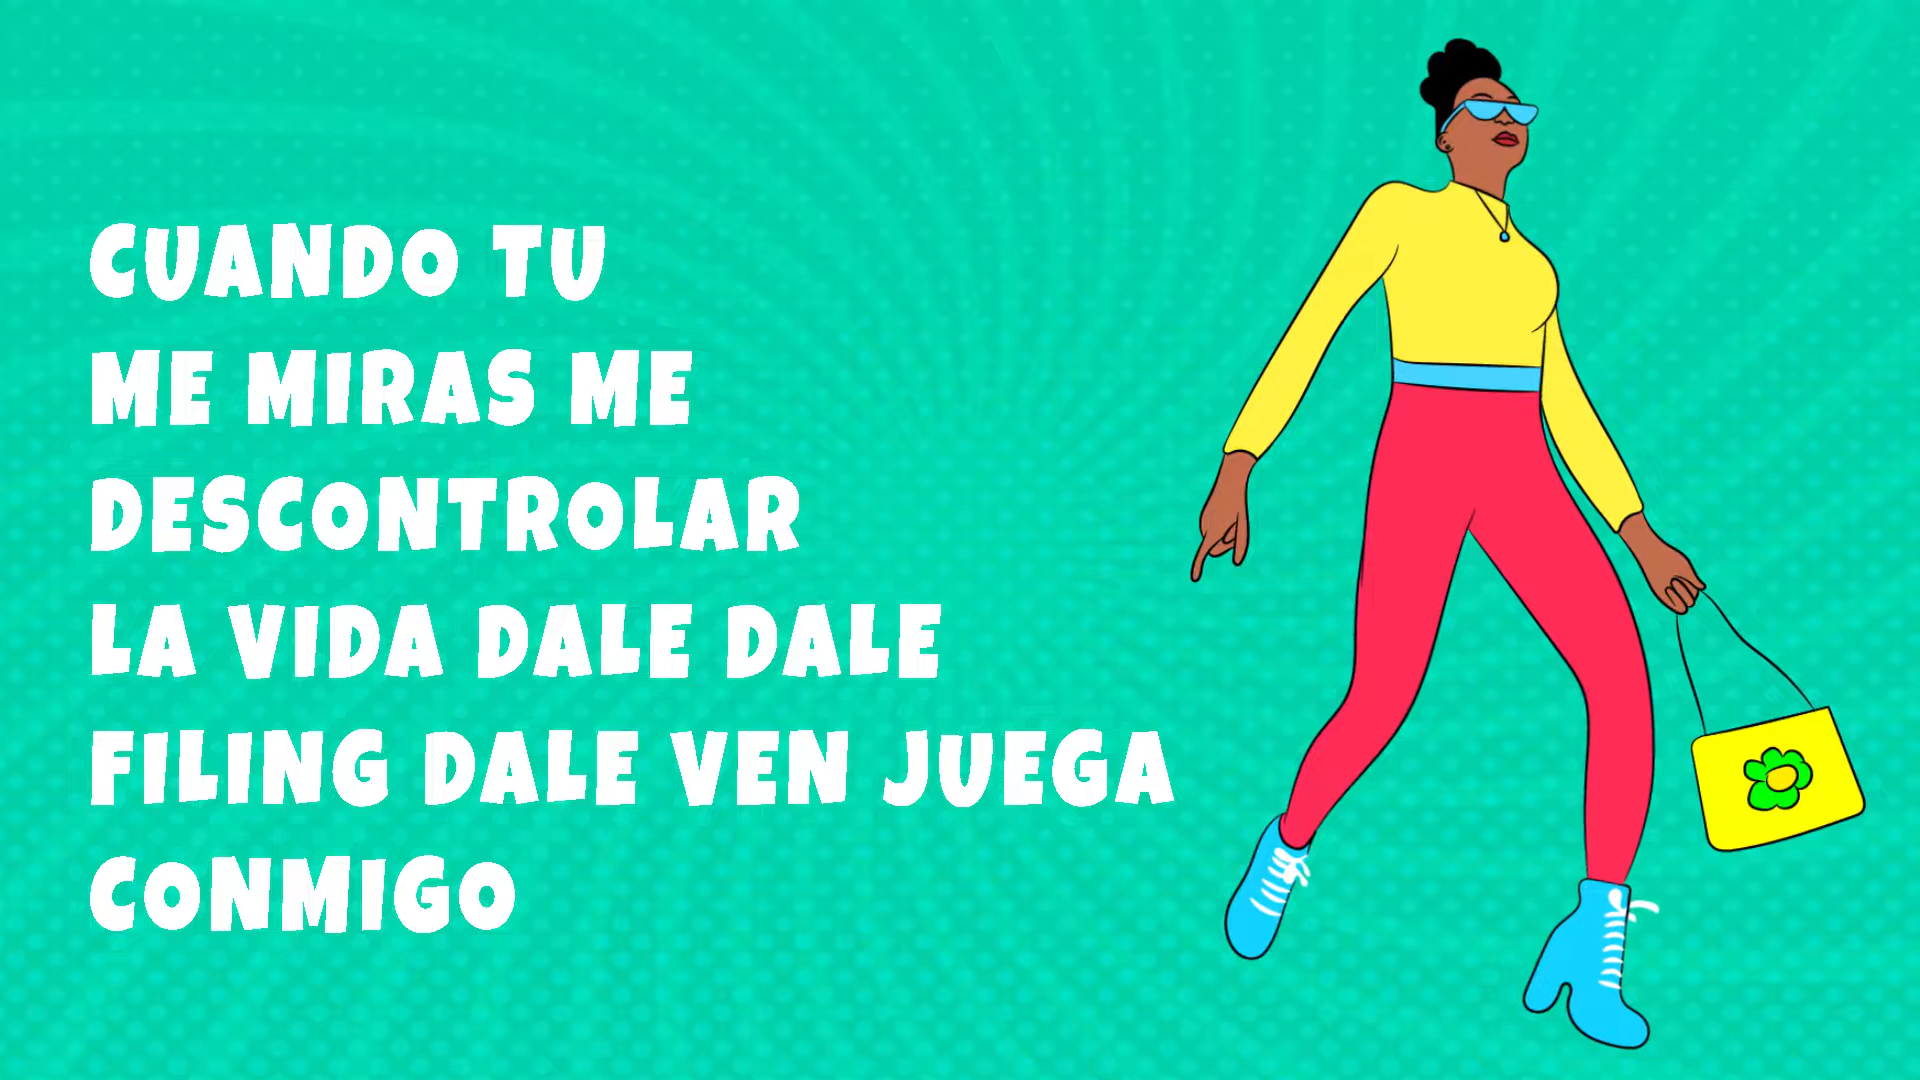 CUANDO TU
ME MIRAS ME
DESCONTROLAR
LA VIDA DALE DALE
FILING DALE VEN JUEGA
CONMIGO